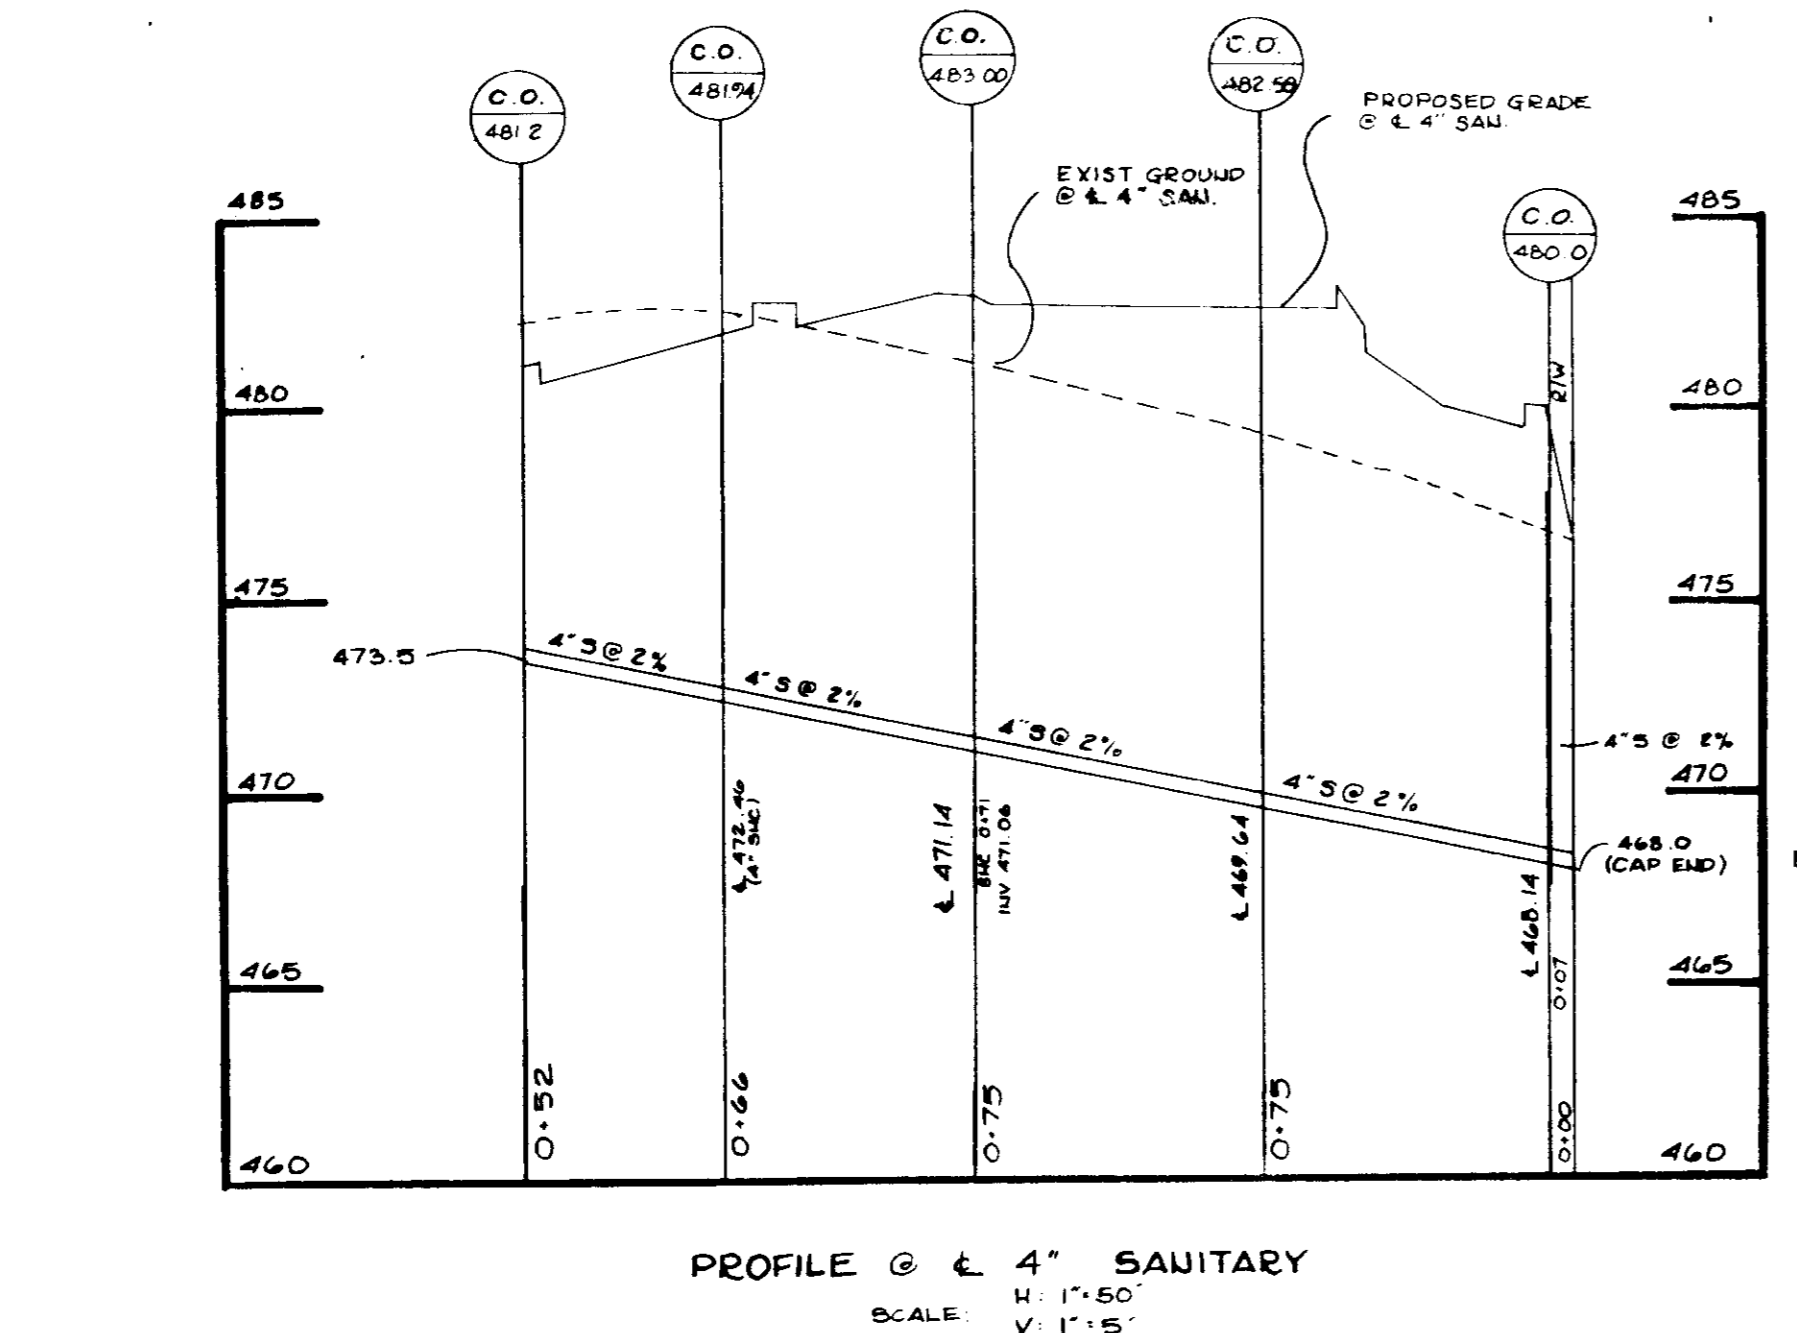 C.O.
481.2
C.O.
481.94
C.O.
483.00
C.O.
482.58
C.O.
480.0
PROPOSED GRADE
@ ℄ 4" SAN.
EXIST GROUND
@ ℄ 4" SAN.
485
480
475
470
465
460
485
480
475
470
465
460
R/W
473.5
4" S @ 2%
4" S @ 2%
4" S @ 2%
4" S @ 2%
4" S @ 2%
468.0
(CAP END)
℄ 472.46
(4" SHC)
℄ 471.14
BHC 0+71
INV 471.06
℄ 469.64
℄ 468.14
0+07
0+52
0+66
0+75
0+75
0+00
PROFILE @ ℄ 4" SANITARY
SCALE: H: 1"=50'
V: 1"=5'